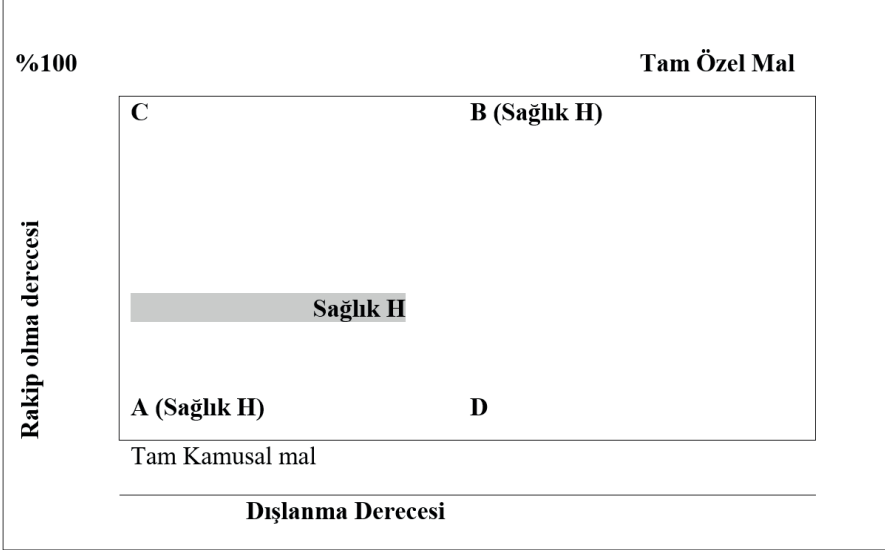 %100 Tam Özel Mal
C B (Sağlık H)
Rakip olma derecesi
Sağlık H
A (Sağlık H) D
Tam Kamusal mal
Dışlanma Derecesi